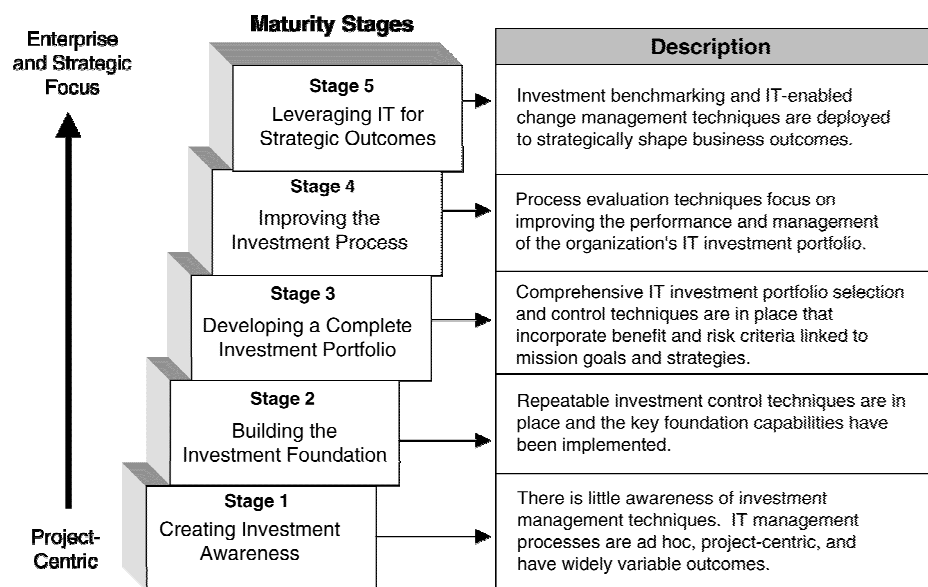 Maturity Stages
Enterprise
and Strategic
Focus
Description
Stage 5
Leveraging IT for
Strategic Outcomes
Investment benchmarking and IT-enabled
change management techniques are deployed
to strategically shape business outcomes.
Stage 4
Improving the
Investment Process
Process evaluation techniques focus on
improving the performance and management
of the organization's IT investment portfolio.
Stage 3
Developing a Complete
Investment Portfolio
Comprehensive IT investment portfolio selection
and control techniques are in place that
incorporate benefit and risk criteria linked to
mission goals and strategies.
Stage 2
Building the
Investment Foundation
Repeatable investment control techniques are in
place and the key foundation capabilities have
been implemented.
Stage 1
Creating Investment
Awareness
There is little awareness of investment
management techniques. IT management
processes are ad hoc, project-centric, and
have widely variable outcomes.
Project-
Centric